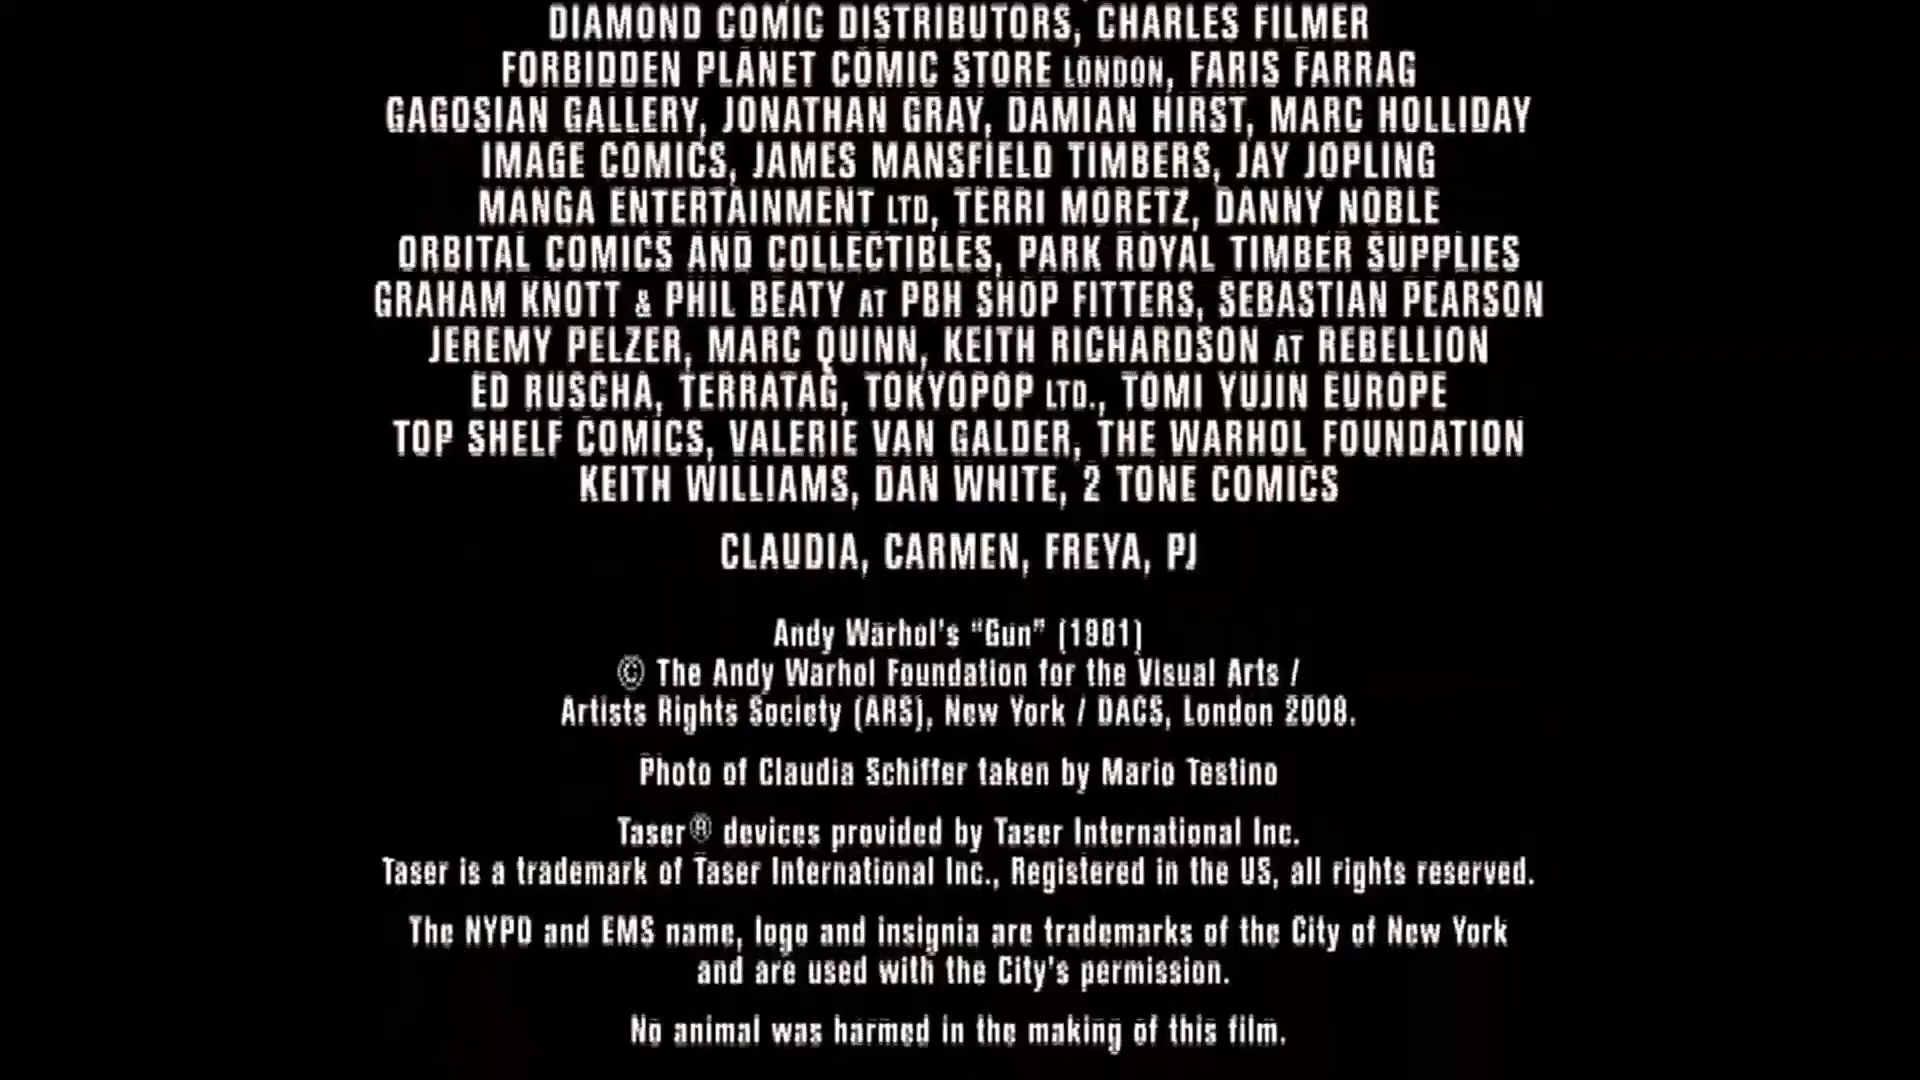 DIAMOND COMIC DISTRIBUTORS, CHARLES FILMER
FORBIDDEN PLANET COMIC STORE LONDON, FARIS FARRAG
GAGOSIAN GALLERY, JONATHAN GRAY, DAMIAN HIRST, MARC HOLLIDAY
IMAGE COMICS, JAMES MANSFIELD TIMBERS, JAY JOPLING
MANGA ENTERTAINMENT LTD, TERRI MORETZ, DANNY NOBLE
ORBITAL COMICS AND COLLECTIBLES, PARK ROYAL TIMBER SUPPLIES
GRAHAM KNOTT & PHIL BEATY AT PBH SHOP FITTERS, SEBASTIAN PEARSON
JEREMY PELZER, MARC QUINN, KEITH RICHARDSON AT REBELLION
ED RUSCHA, TERRATAG, TOKYOPOP LTD., TOMI YUJIN EUROPE
TOP SHELF COMICS, VALERIE VAN GALDER, THE WARHOL FOUNDATION
KEITH WILLIAMS, DAN WHITE, 2 TONE COMICS
CLAUDIA, CARMEN, FREYA, PJ
Andy Warhol's “Gun” (1981)
© The Andy Warhol Foundation for the Visual Arts /
Artists Rights Society (ARS), New York / DACS, London 2008.
Photo of Claudia Schiffer taken by Mario Testino
Taser® devices provided by Taser International Inc.
Taser is a trademark of Taser International Inc., Registered in the US, all rights reserved.
The NYPD and EMS name, logo and insignia are trademarks of the City of New York
and are used with the City's permission.
No animal was harmed in the making of this film.